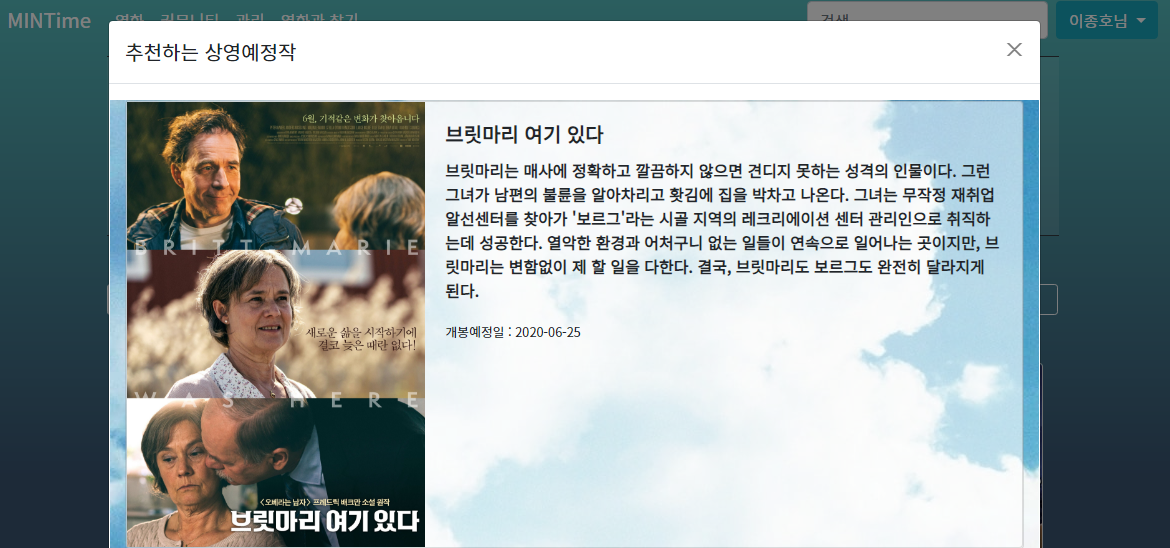 MINTime 영화 커뮤니티 관리 영화관 찾기
검색
이종호님
추천하는 상영예정작
6월, 기적같은 변화가 찾아옵니다
BRITT-MARIE
새로운 삶을 시작하기에
결코 늦은 때란 없다!
WAS HERE
<오베라는 남자> 프레드릭 배크만 소설 원작
브릿마리 여기 있다
브릿마리 여기 있다
브릿마리는 매사에 정확하고 깔끔하지 않으면 견디지 못하는 성격의 인물이다. 그런
그녀가 남편의 불륜을 알아차리고 홧김에 집을 박차고 나온다. 그녀는 무작정 재취업
알선센터를 찾아가 '보르그'라는 시골 지역의 레크리에이션 센터 관리인으로 취직하
는데 성공한다. 열악한 환경과 어처구니 없는 일들이 연속으로 일어나는 곳이지만, 브
릿마리는 변함없이 제 할 일을 다한다. 결국, 브릿마리도 보르그도 완전히 달라지게
된다.
개봉예정일 : 2020-06-25